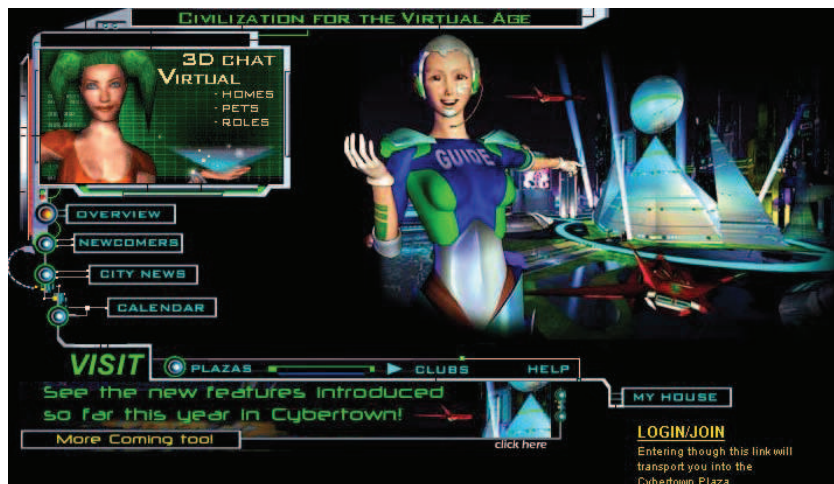 CIVILIZATION FOR THE VIRTUAL AGE
3D CHAT
VIRTUAL
· HOMES
· PETS
· ROLES
GUIDE
OVERVIEW
NEWCOMERS
CITY NEWS
CALENDAR
VISIT
PLAZAS
CLUBS
HELP
See the new features introduced
so far this year in Cybertown!
More Coming too!
click here
MY HOUSE
LOGIN/JOIN
Entering though this link will
transport you into the
Cybertown Plaza